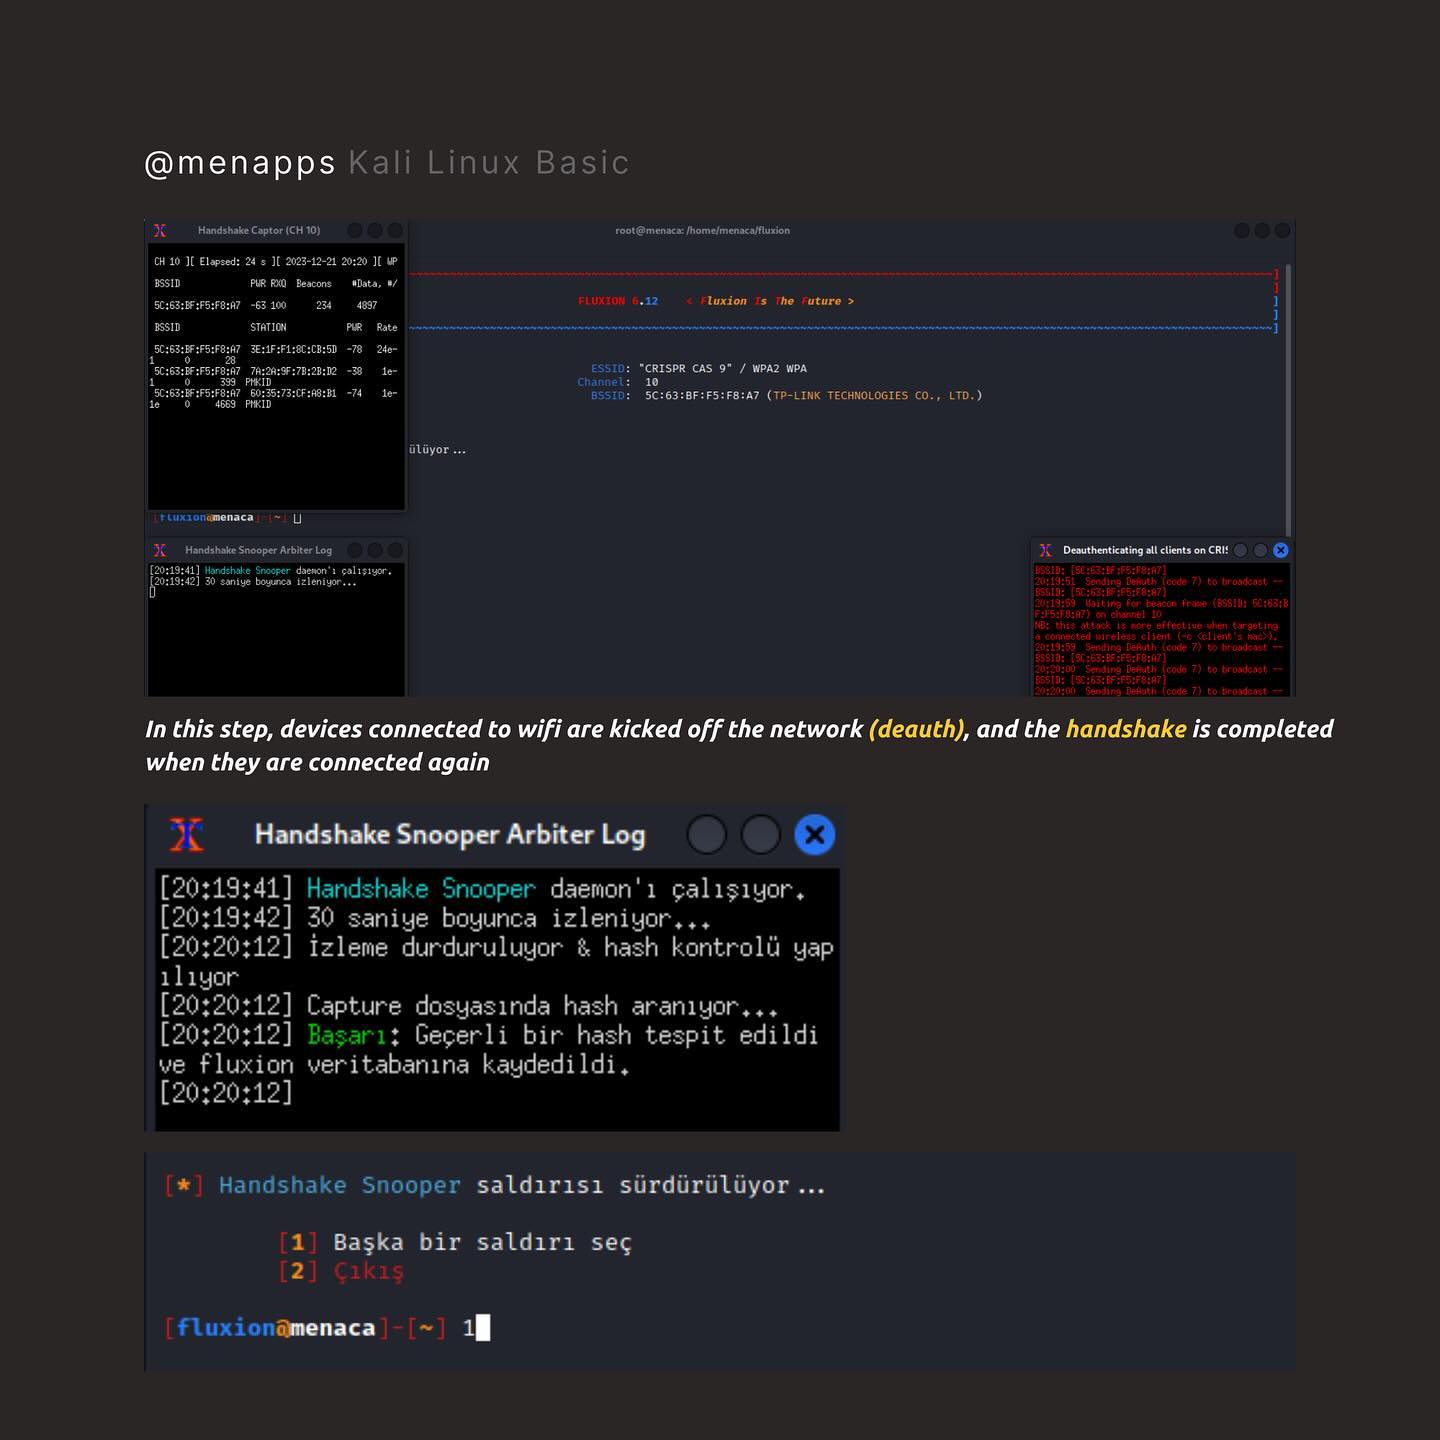 @menapps Kali Linux Basic
Handshake Captor (CH 10)
root@menaca: /home/menaca/fluxion
CH 10 ][ Elapsed: 24 s ][ 2023-12-21 20:20 ][ WP
BSSID PWR RXQ Beacons #Data, #/
5C:63:BF:F5:F8:A7 -63 100 234 4897
BSSID STATION PWR Rate
5C:63:BF:F5:F8:A7 3E:1F:F1:8C:CB:5D -78 24e-
1 0 28
5C:63:BF:F5:F8:A7 7A:2A:9F:7B:2B:D2 -38 1e-
1 0 399 PMKID
5C:63:BF:F5:F8:A7 60:35:73:CF:A8:B1 -74 1e-
1e 0 4669 PMKID
FLUXION 6.12 < Fluxion Is The Future >
ESSID: "CRISPR CAS 9" / WPA2 WPA
Channel: 10
BSSID: 5C:63:BF:F5:F8:A7 (TP-LINK TECHNOLOGIES CO., LTD.)
ülüyor...
[fluxion@menaca]-[~]
Handshake Snooper Arbiter Log
[20:19:41] Handshake Snooper daemon'ı çalışıyor.
[20:19:42] 30 saniye boyunca izleniyor...
Deauthenticating all clients on CRIS
BSSID: [5C:63:BF:F5:F8:A7]
20:19:51 Sending DeAuth (code 7) to broadcast --
BSSID: [5C:63:BF:F5:F8:A7]
20:19:59 Waiting for beacon frame (BSSID: 5C:63:B
F:F5:F8:A7) on channel 10
NB: this attack is more effective when targeting
a connected wireless client (-c <client's mac>).
20:19:59 Sending DeAuth (code 7) to broadcast --
BSSID: [5C:63:BF:F5:F8:A7]
20:20:00 Sending DeAuth (code 7) to broadcast --
BSSID: [5C:63:BF:F5:F8:A7]
20:20:00 Sending DeAuth (code 7) to broadcast --
In this step, devices connected to wifi are kicked off the network (deauth), and the handshake is completed
when they are connected again
Handshake Snooper Arbiter Log
[20:19:41] Handshake Snooper daemon'ı çalışıyor.
[20:19:42] 30 saniye boyunca izleniyor...
[20:20:12] İzleme durduruluyor & hash kontrolü yap
ılıyor
[20:20:12] Capture dosyasında hash aranıyor...
[20:20:12] Başarı: Geçerli bir hash tespit edildi
ve fluxion veritabanına kaydedildi.
[20:20:12]
[*] Handshake Snooper saldırısı sürdürülüyor...
[1] Başka bir saldırı seç
[2] Çıkış
[fluxion@menaca]-[~] 1